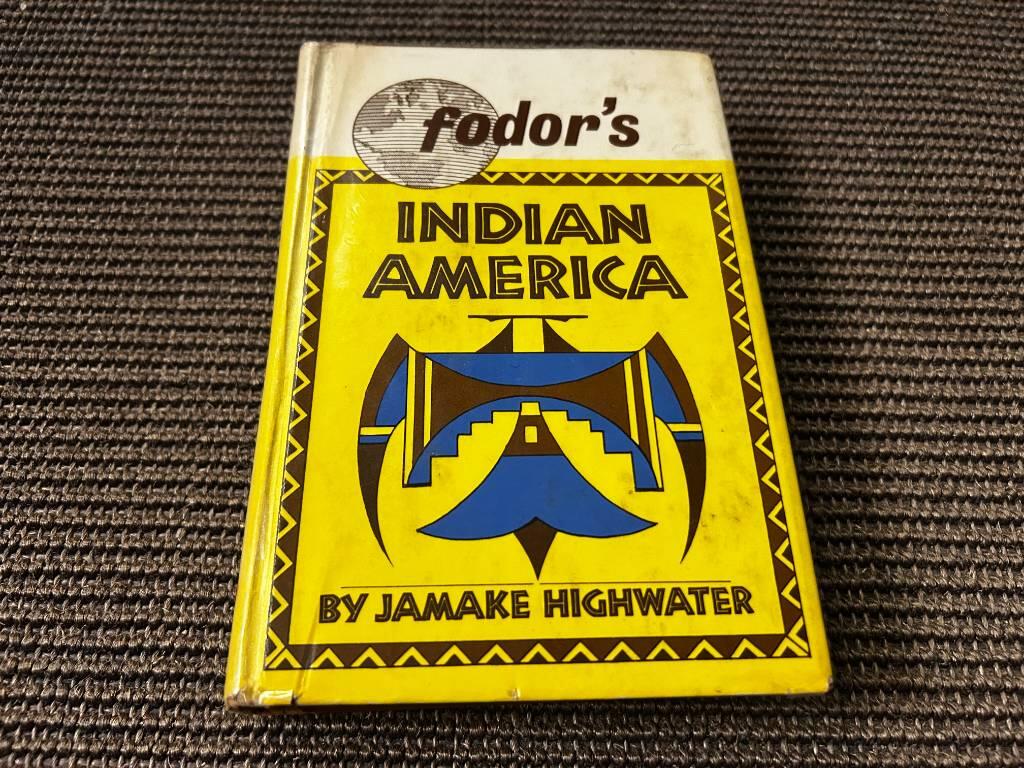 fodor's
INDIAN
AMERICA
BY JAMAKE HIGHWATER